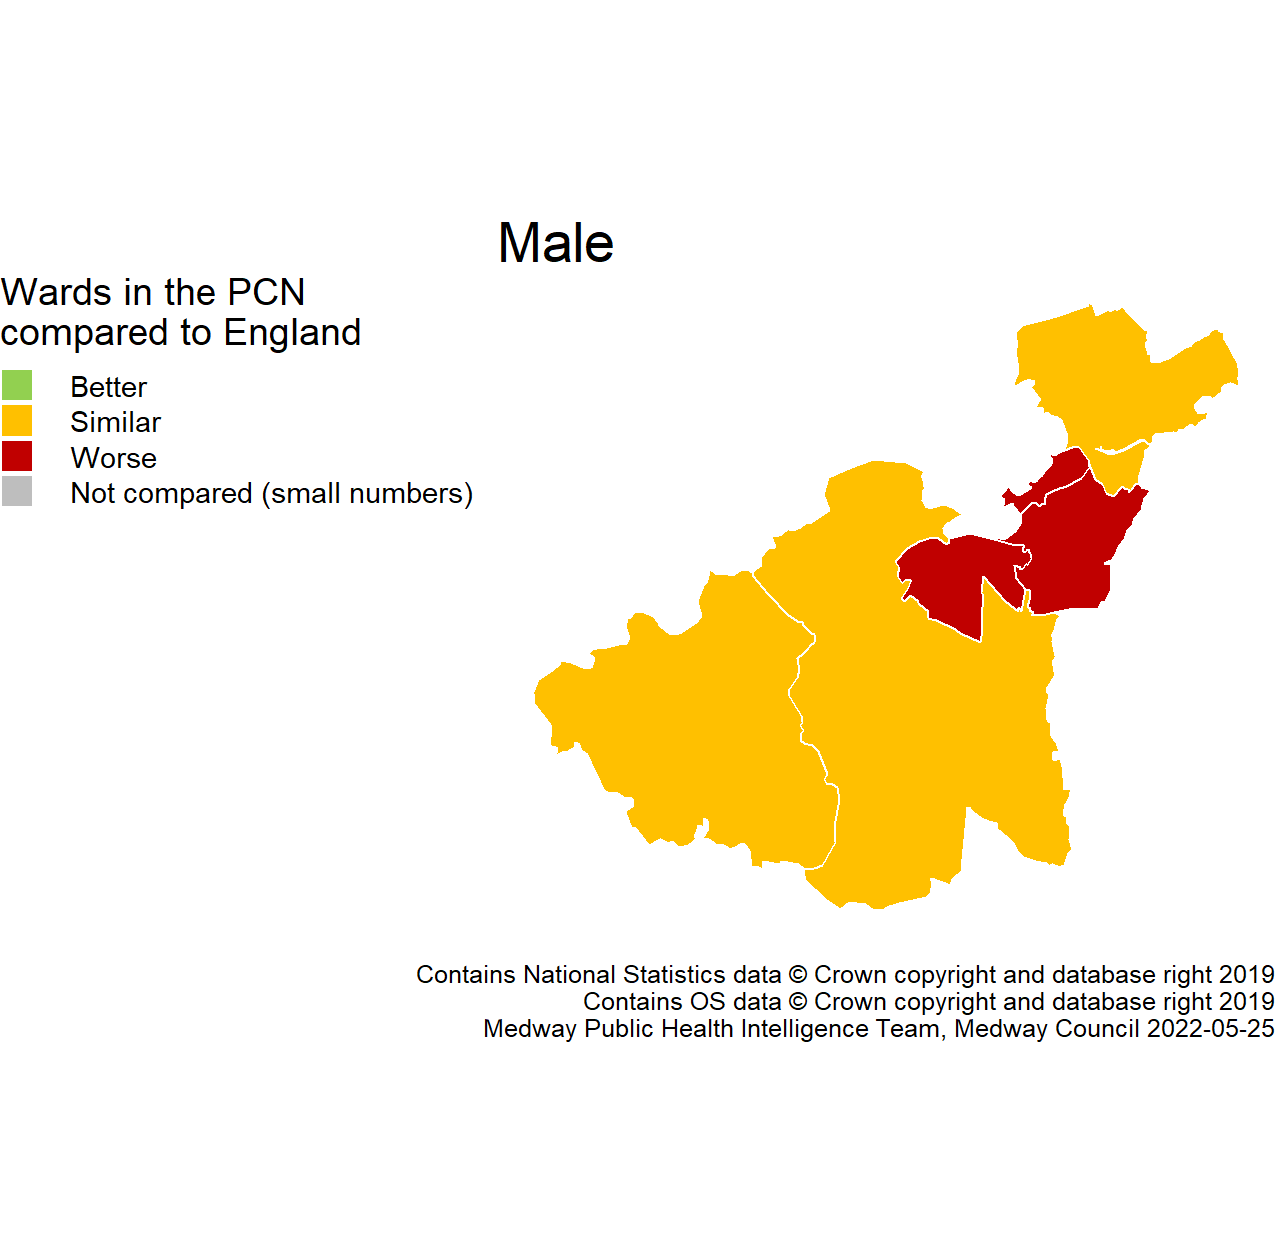 Male
Wards in the PCN
compared to England
Better
Similar
Worse
Not compared (small numbers)
Contains National Statistics data © Crown copyright and database right 2019
Contains OS data © Crown copyright and database right 2019
Medway Public Health Intelligence Team, Medway Council 2022-05-25